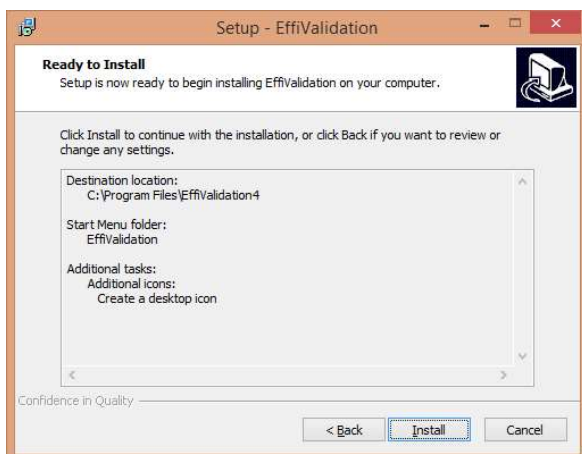 Setup - EffiValidation
Ready to Install
Setup is now ready to begin installing EffiValidation on your computer.
Click Install to continue with the installation, or click Back if you want to review or
change any settings.
Destination location:
C:\Program Files\EffiValidation4
Start Menu folder:
EffiValidation
Additional tasks:
Additional icons:
Create a desktop icon
Confidence in Quality
< Back
Install
Cancel